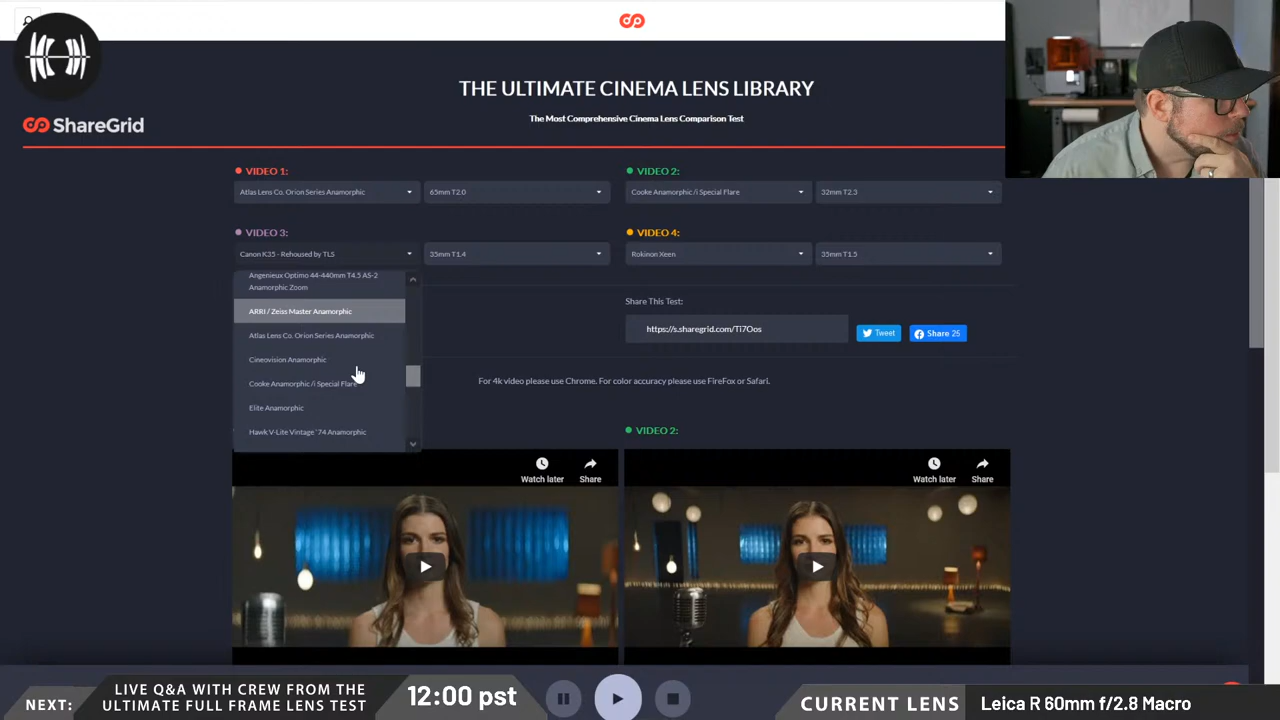 THE ULTIMATE CINEMA LENS LIBRARY
ShareGrid
The Most Comprehensive Cinema Lens Comparison Test
VIDEO 1:
Atlas Lens Co. Orion Series Anamorphic
65mm T2.0
VIDEO 2:
Cooke Anamorphic /i Special Flare
32mm T2.3
VIDEO 3:
Canon K35 - Rehoused by TLS
35mm T1.4
VIDEO 4:
Rokinon Xeen
35mm T1.5
Angenieux Optimo 44-440mm T4.5 AS-2
Anamorphic Zoom
ARRI / Zeiss Master Anamorphic
Atlas Lens Co. Orion Series Anamorphic
Cineovision Anamorphic
Cooke Anamorphic /i Special Flare
Elite Anamorphic
Hawk V-Lite Vintage '74 Anamorphic
Share This Test:
https://s.sharegrid.com/Ti7Oos
Tweet
Share 25
For 4k video please use Chrome. For color accuracy please use FireFox or Safari.
VIDEO 2:
Watch later
Share
Watch later
Share
NEXT:
LIVE Q&A WITH CREW FROM THE
ULTIMATE FULL FRAME LENS TEST
12:00 pst
CURRENT LENS
Leica R 60mm f/2.8 Macro